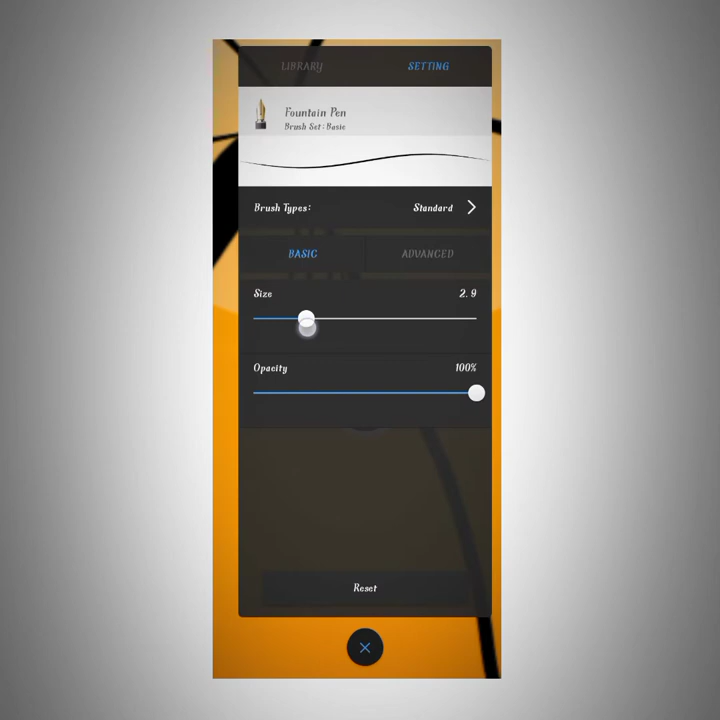 LIBRARY SETTING
Fountain Pen
Brush Set: Basic
Brush Types: Standard
BASIC ADVANCED
Size 2.9
Opacity 100%
Reset